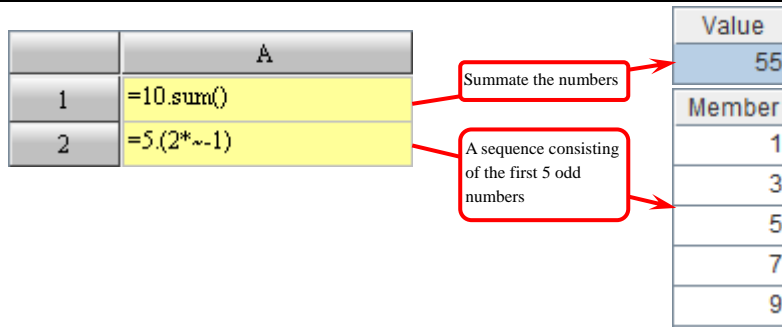 A
1 =10.sum()
2 =5.(2*~-1)
Summate the numbers
A sequence consisting
of the first 5 odd
numbers
Value
55
Member
1
3
5
7
9